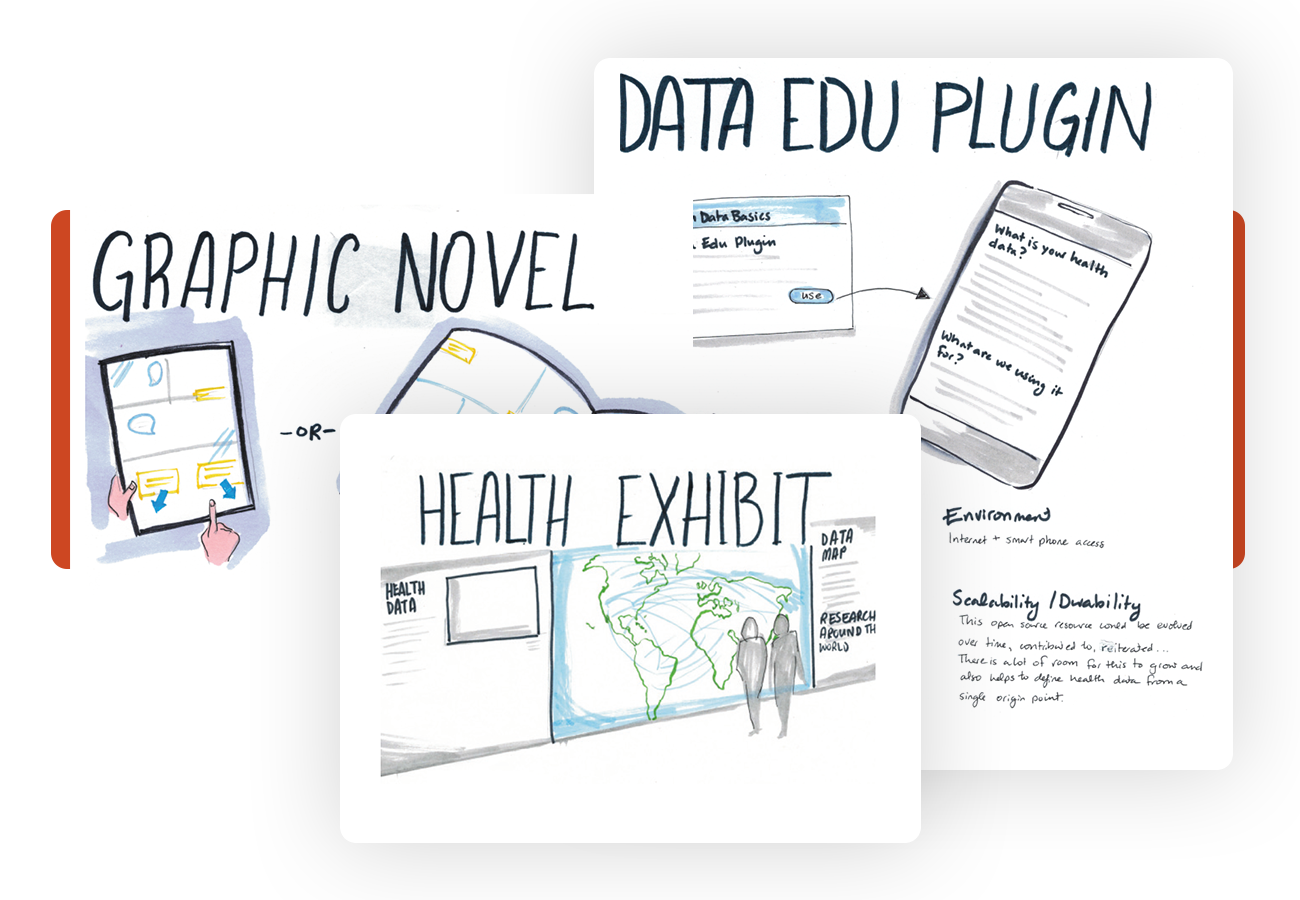 DATA EDU PLUGIN
Data Basics
Edu Plugin
use
What is your health
data?
What are we using it
for?
Environment
Internet + smart phone access
Scalability / Durability
This open source resource would be evolved
over time, contributed to, reiterated...
There is a lot of room for this to grow and
also helps to define health data from a
single origin point.
GRAPHIC NOVEL
-OR-
HEALTH EXHIBIT
HEALTH
DATA
DATA
MAP
RESEARCH
AROUND TH
WORLD